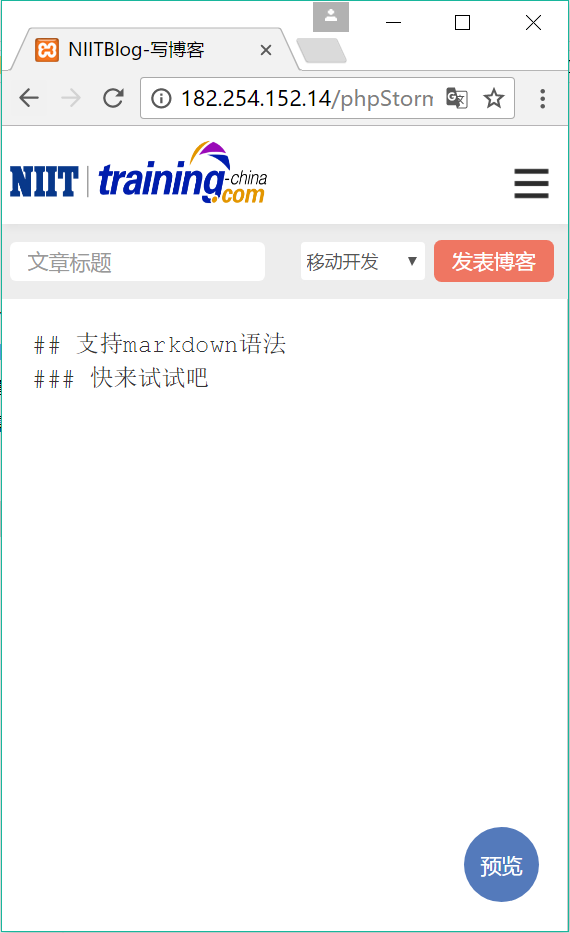 NIITBlog-写博客
182.254.152.14/phpStorm
NIIT training-china.com
文章标题
移动开发
发表博客
## 支持markdown语法
### 快来试试吧
预览